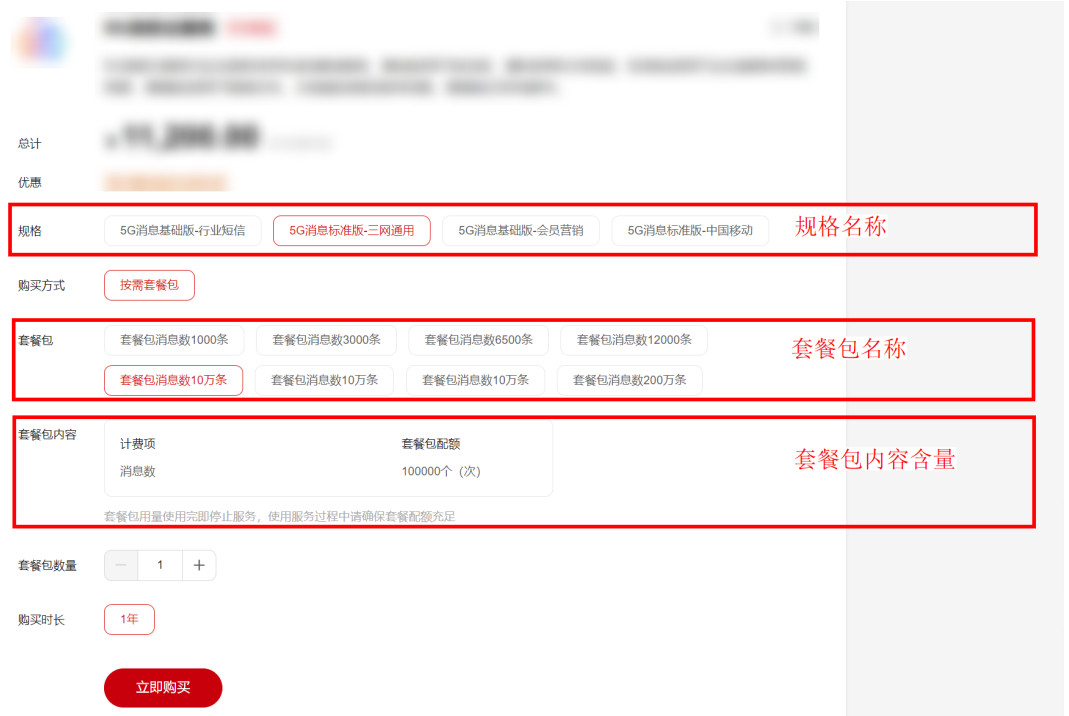 总计
优惠
规格 5G消息基础版-行业短信 5G消息标准版-三网通用 5G消息基础版-会员营销 5G消息标准版-中国移动 规格名称
购买方式 按需套餐包
套餐包 套餐包消息数1000条 套餐包消息数3000条 套餐包消息数6500条 套餐包消息数12000条 套餐包名称
套餐包消息数10万条 套餐包消息数10万条 套餐包消息数10万条 套餐包消息数200万条
套餐包内容
计费项 套餐包配额
消息数 100000个 (次) 套餐包内容含量
套餐包用量使用完即停止服务，使用服务过程中请确保套餐配额充足
套餐包数量 1
购买时长 1年
立即购买